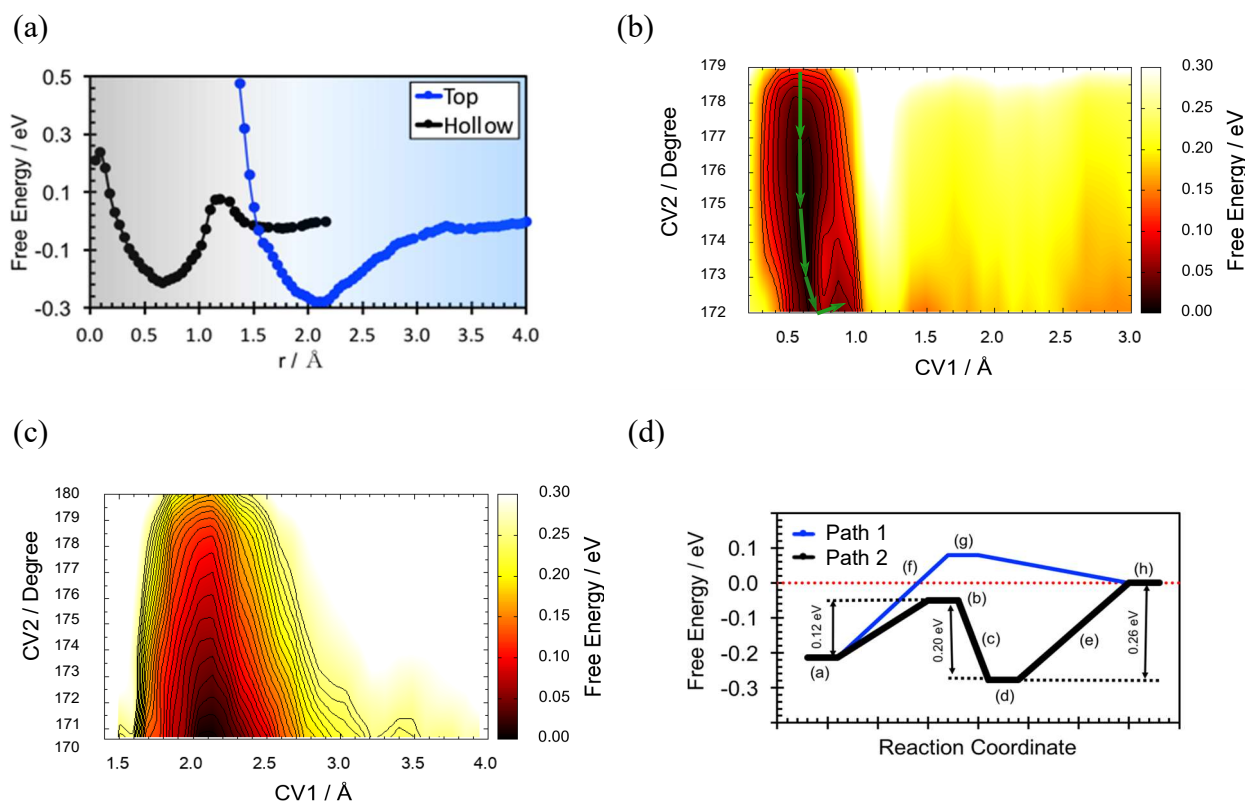 (a)
0.5
0.3
0.1
-0.1
-0.3
Free Energy / eV
0.0 0.5 1.0 1.5 2.0 2.5 3.0 3.5 4.0
r / Å
Top
Hollow
(b)
179
178
177
176
175
174
173
172
CV2 / Degree
0.5 1.0 1.5 2.0 2.5 3.0
CV1 / Å
0.30
0.25
0.20
0.15
0.10
0.05
0.00
Free Energy / eV
(c)
180
179
178
177
176
175
174
173
172
171
170
CV2 / Degree
1.5 2.0 2.5 3.0 3.5 4.0
CV1 / Å
0.30
0.25
0.20
0.15
0.10
0.05
0.00
Free Energy / eV
(d)
0.1
0.0
-0.1
-0.2
-0.3
Free Energy / eV
Path 1
Path 2
(g)
(f)
(h)
(b)
0.12 eV
0.20 eV
0.26 eV
(c)
(e)
(a)
(d)
Reaction Coordinate